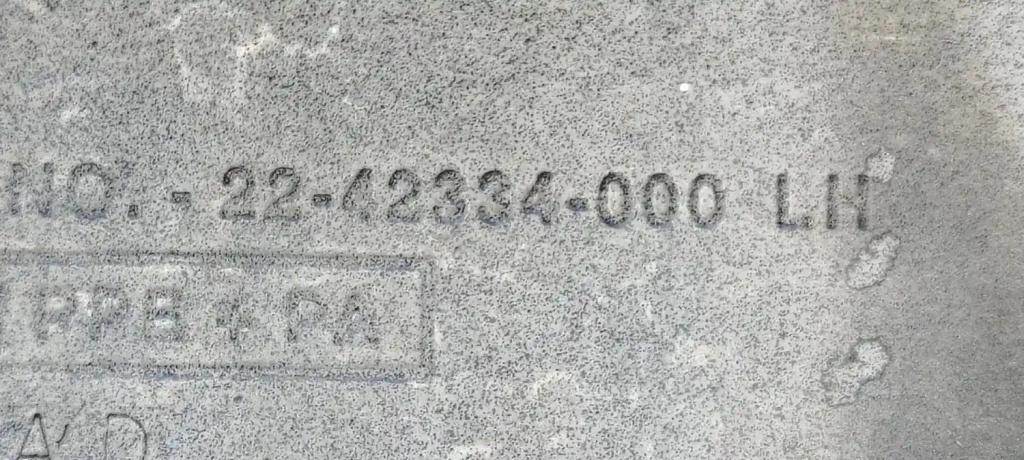 NO.- 22-42334-000 LH
PPE + PA